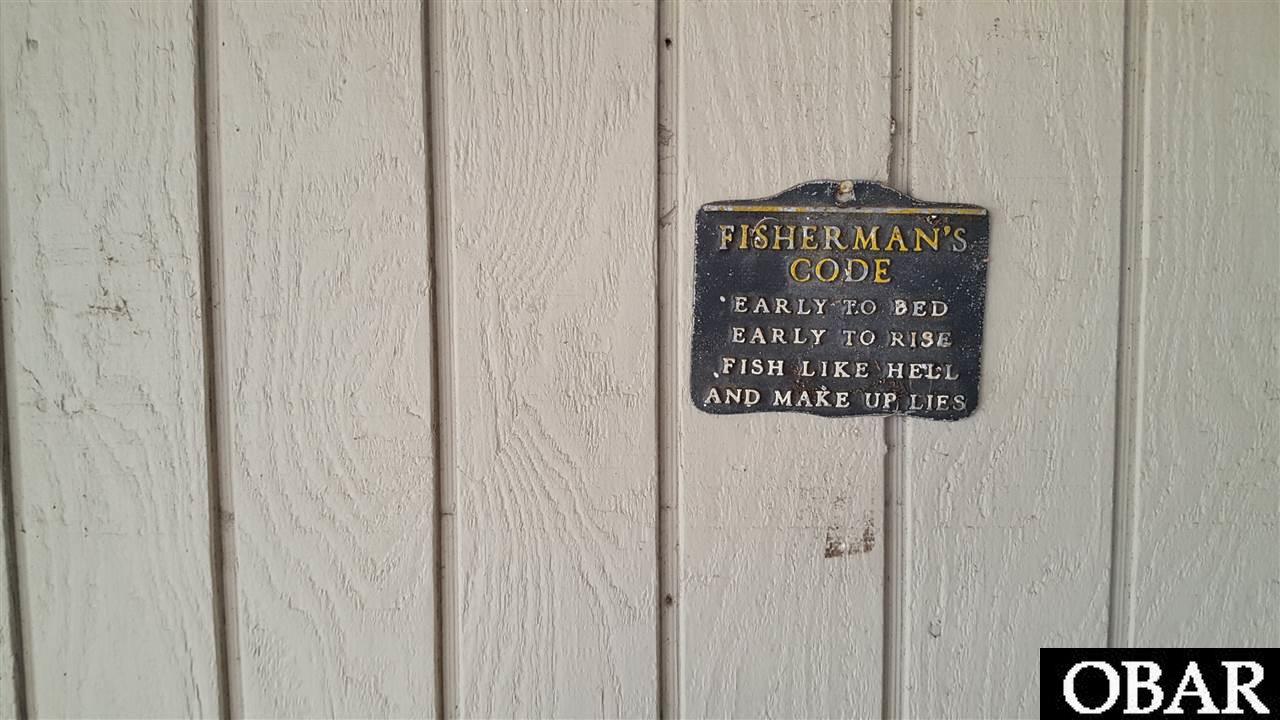 FISHERMAN'S
CODE
EARLY TO BED
EARLY TO RISE
FISH LIKE HELL
AND MAKE UP LIES
OBAR